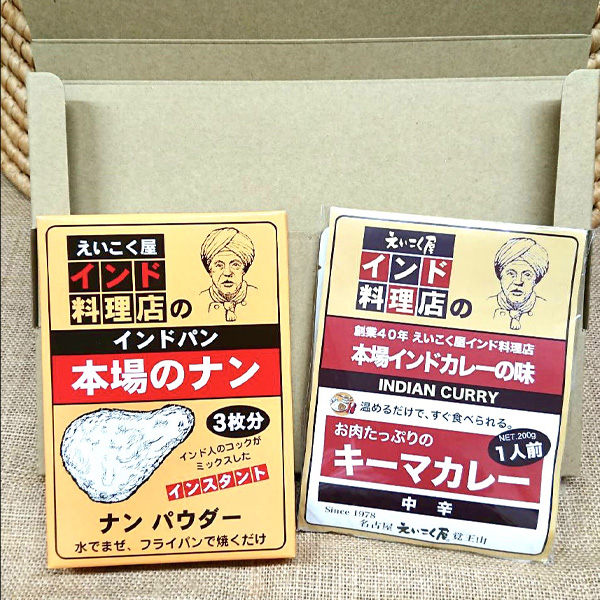 えいこく屋
インド
料理店の
インドパン
本場のナン
3枚分
インド人のコックが
ミックスした
インスタント
ナン パウダー
水でまぜ、フライパンで焼くだけ
えいこく屋
インド
料理店の
創業40年 えいこく屋インド料理店
本場インドカレーの味
INDIAN CURRY
温めるだけで、すぐ食べられる。
お肉たっぷりの
NET.200g
1人前
キーマカレー
中辛
Since 1978
名古屋 えいこく屋 覚王山